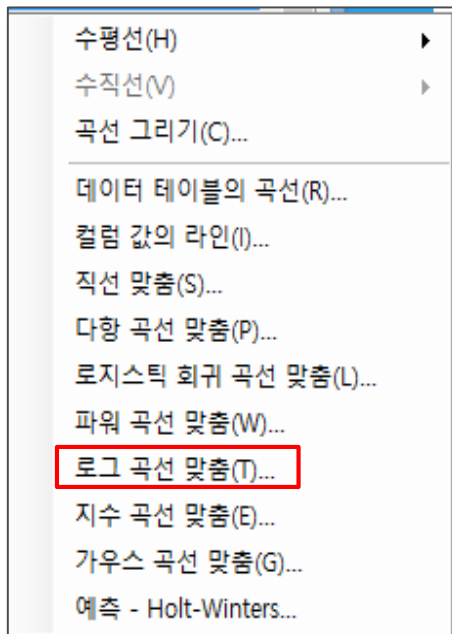 수평선(H)
수직선(V)
곡선 그리기(C)...
데이터 테이블의 곡선(R)...
컬럼 값의 라인(I)...
직선 맞춤(S)...
다항 곡선 맞춤(P)...
로지스틱 회귀 곡선 맞춤(L)...
파워 곡선 맞춤(W)...
로그 곡선 맞춤(T)...
지수 곡선 맞춤(E)...
가우스 곡선 맞춤(G)...
예측 - Holt-Winters...